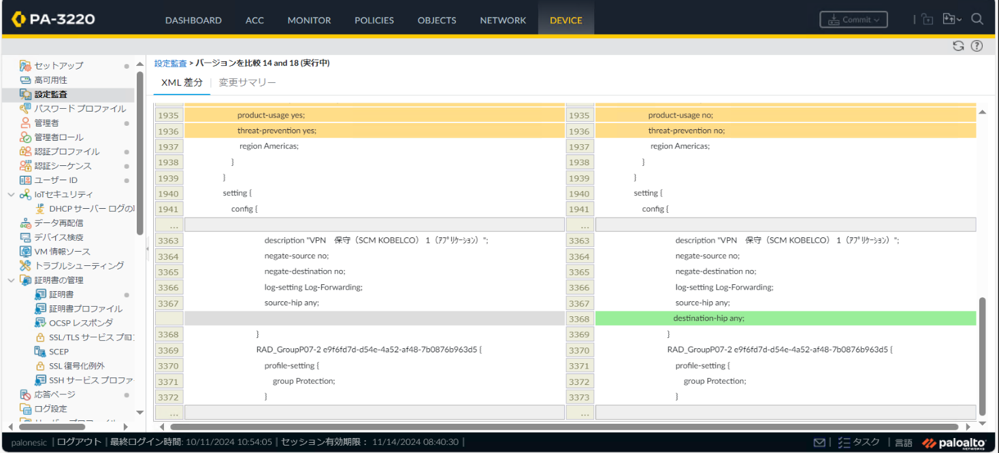 PA-3220
DASHBOARD ACC MONITOR POLICIES OBJECTS NETWORK DEVICE Commit
セットアップ
高可用性
設定監査
パスワード プロファイル
管理者
管理者ロール
認証プロファイル
認証シーケンス
ユーザー ID
IoTセキュリティ
DHCP サーバー ログの
データ再配信
デバイス検疫
VM 情報ソース
トラブルシューティング
証明書の管理
証明書
証明書プロファイル
OCSP レスポンダ
SSL/TLS サービス プロ
SCEP
SSL 復号化例外
SSH サービス プロファ
応答ページ
ログ設定
設定監査 > バージョンを比較 14 and 18 (実行中)
XML 差分 | 変更サマリー
1935 product-usage yes; 1935 product-usage no;
1936 threat-prevention yes; 1936 threat-prevention no;
1937 region Americas; 1937 region Americas;
1938 } 1938 }
1939 } 1939 }
1940 setting { 1940 setting {
1941 config { 1941 config {
... ...
3363 description "VPN　保守（SCM KOBELCO） 1（ｱﾌﾟﾘｹｰｼｮﾝ）"; 3363 description "VPN　保守（SCM KOBELCO） 1（ｱﾌﾟﾘｹｰｼｮﾝ）";
3364 negate-source no; 3364 negate-source no;
3365 negate-destination no; 3365 negate-destination no;
3366 log-setting Log-Forwarding; 3366 log-setting Log-Forwarding;
3367 source-hip any; 3367 source-hip any;
3368 destination-hip any;
3368 } 3369 }
3369 RAD_GroupP07-2 e9f6fd7d-d54e-4a52-af48-7b0876b963d5 { 3370 RAD_GroupP07-2 e9f6fd7d-d54e-4a52-af48-7b0876b963d5 {
3370 profile-setting { 3371 profile-setting {
3371 group Protection; 3372 group Protection;
3372 } 3373 }
... ...
palonesic | ログアウト | 最終ログイン時間: 10/11/2024 10:54:05 | セッション有効期限： 11/14/2024 08:40:30 | | タスク | 言語 paloalto NETWORKS